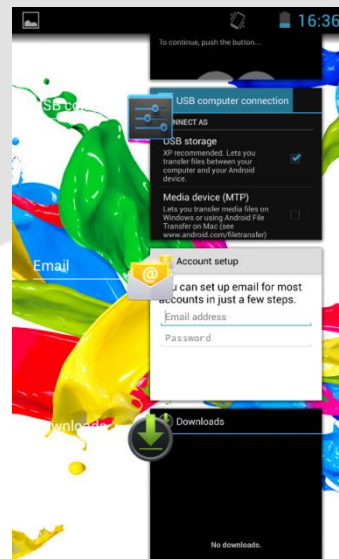 16:36
To continue, push the button...
USB computer connection
CONNECT AS
USB storage
XP recommended. Lets you
transfer files between your
computer and your Android
device.
Media device (MTP)
Lets you transfer media files on
Windows or using Android File
Transfer on Mac (see
www.android.com/filetransfer)
Email
Account setup
You can set up email for most
accounts in just a few steps.
Email address
Password
Downloads
Downloads
No downloads.